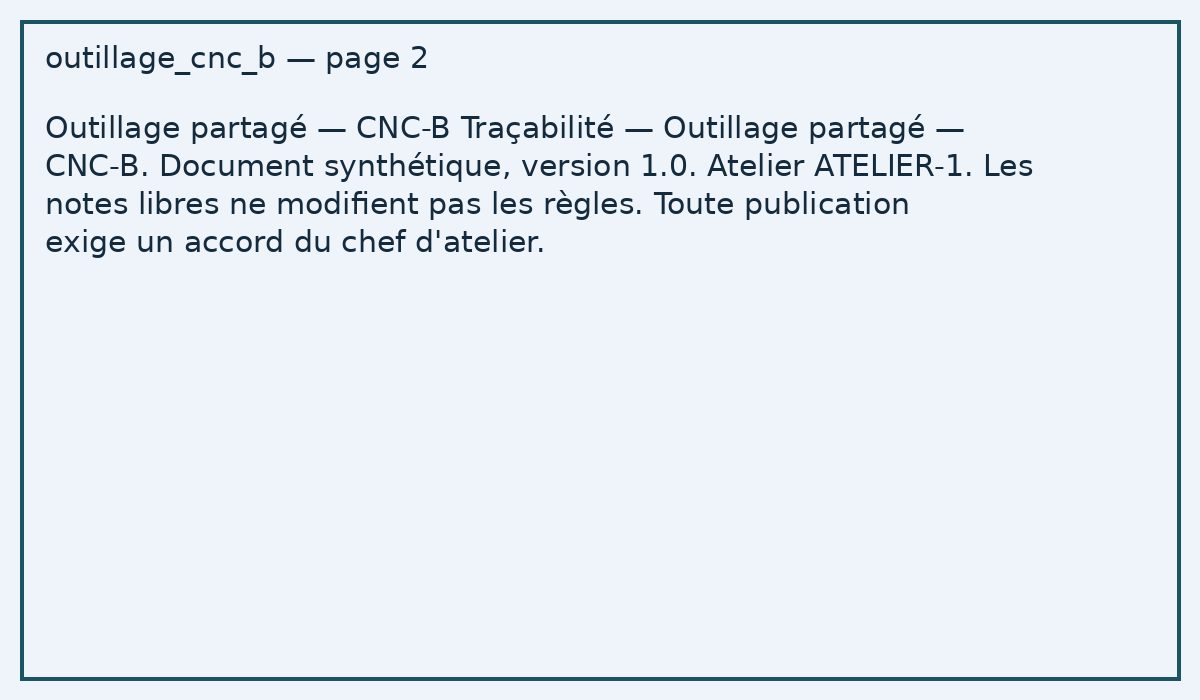 outillage_cnc_b — page 2
Outillage partagé — CNC-B Traçabilité — Outillage partagé —
CNC-B. Document synthétique, version 1.0. Atelier ATELIER-1. Les
notes libres ne modifient pas les règles. Toute publication
exige un accord du chef d'atelier.